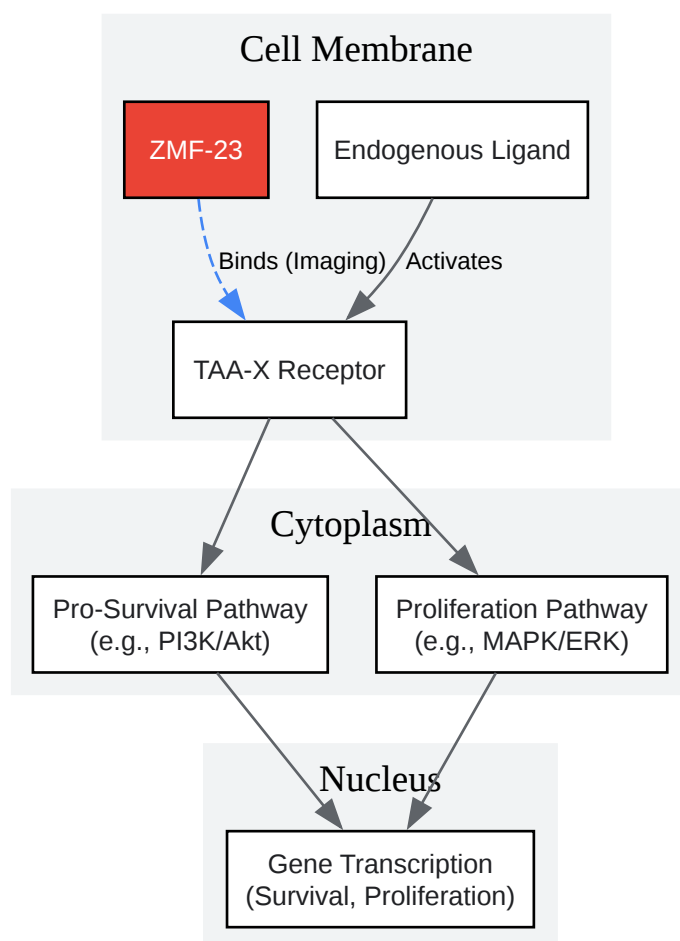 Cell Membrane
ZMF-23
Endogenous Ligand
Binds (Imaging)
Activates
TAA-X Receptor
Cytoplasm
Pro-Survival Pathway
(e.g., PI3K/Akt)
Proliferation Pathway
(e.g., MAPK/ERK)
Nucleus
Gene Transcription
(Survival, Proliferation)